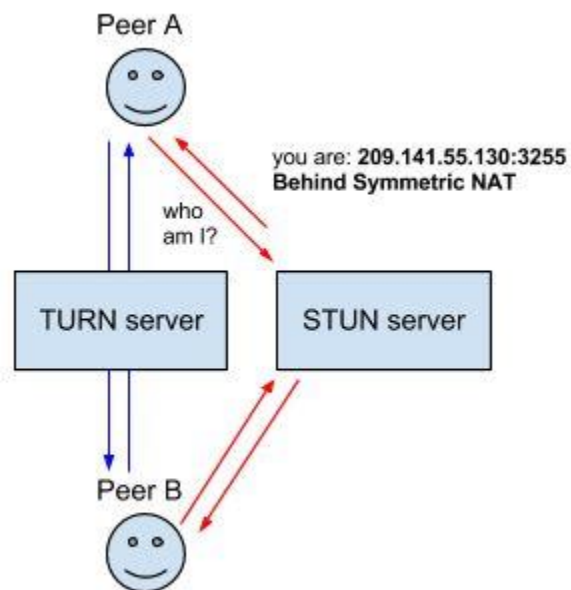 Peer A
you are: 209.141.55.130:3255
Behind Symmetric NAT
who
am I?
TURN server
STUN server
Peer B